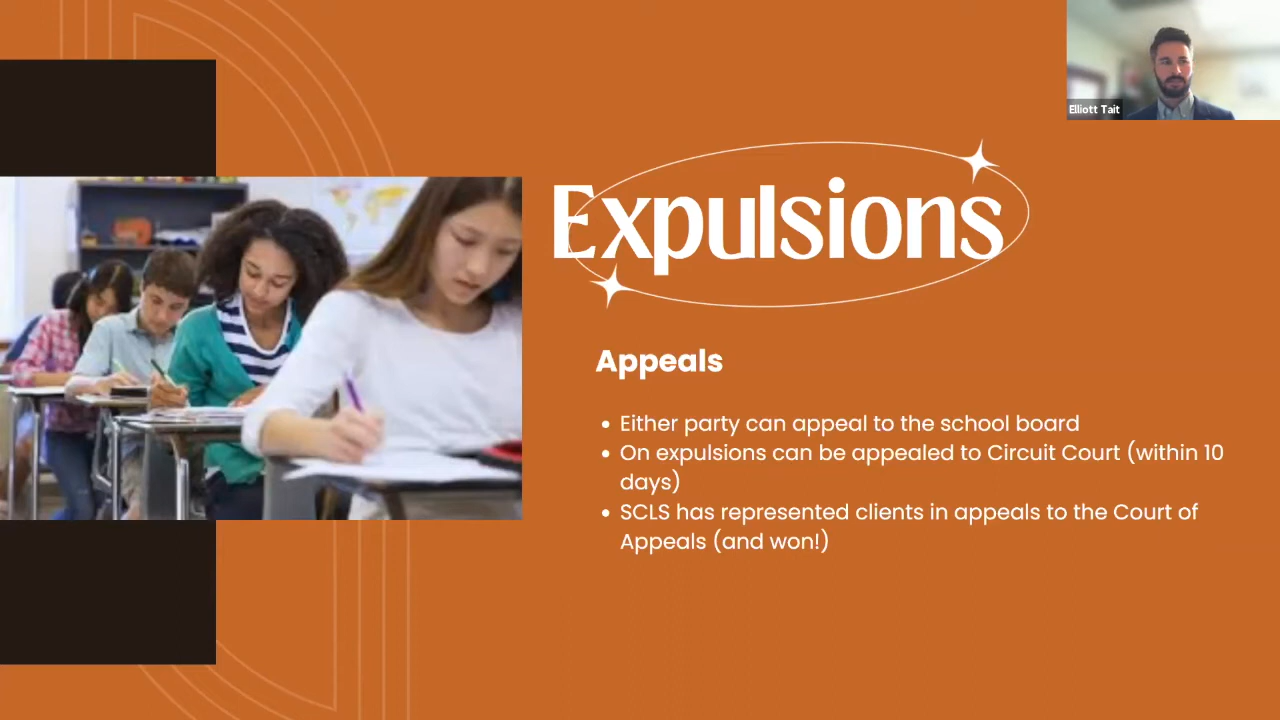 Elliott Tait
Expulsions
Appeals
• Either party can appeal to the school board
• On expulsions can be appealed to Circuit Court (within 10
days)
• SCLS has represented clients in appeals to the Court of
Appeals (and won!)